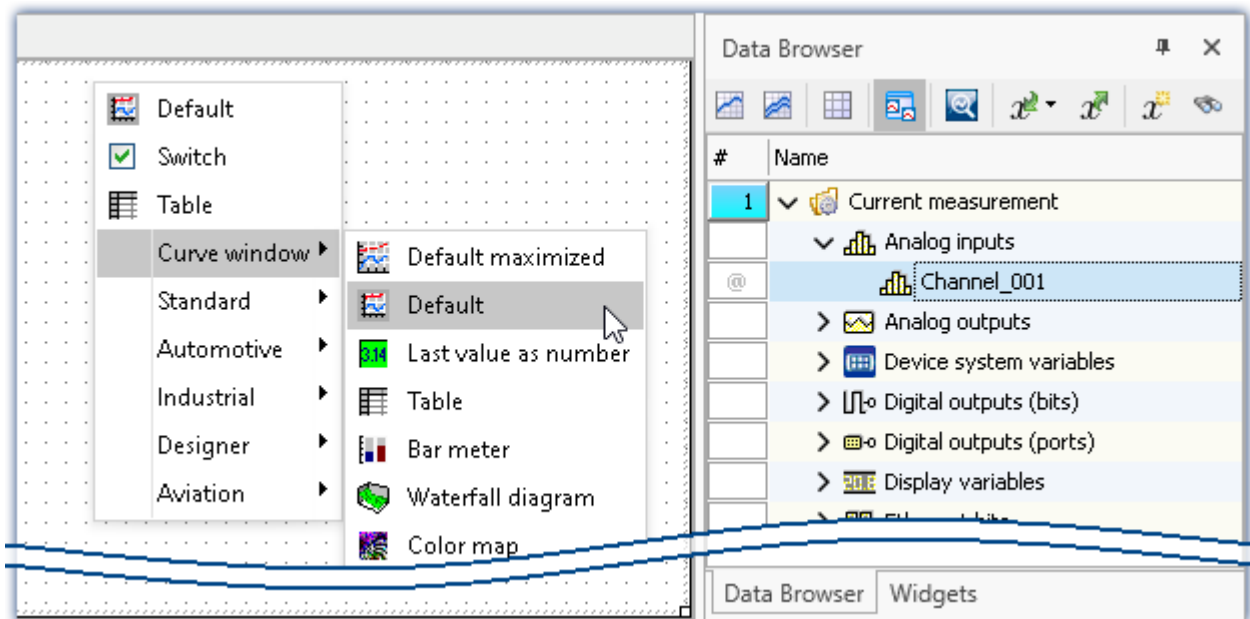 Default
Switch
Table
Curve window
Standard
Automotive
Industrial
Designer
Aviation
Default maximized
Default
3.14 Last value as number
Table
Bar meter
Waterfall diagram
Color map
Data Browser
# Name
1 Current measurement
Analog inputs
@ Channel_001
Analog outputs
Device system variables
Digital outputs (bits)
Digital outputs (ports)
Display variables
Data Browser Widgets